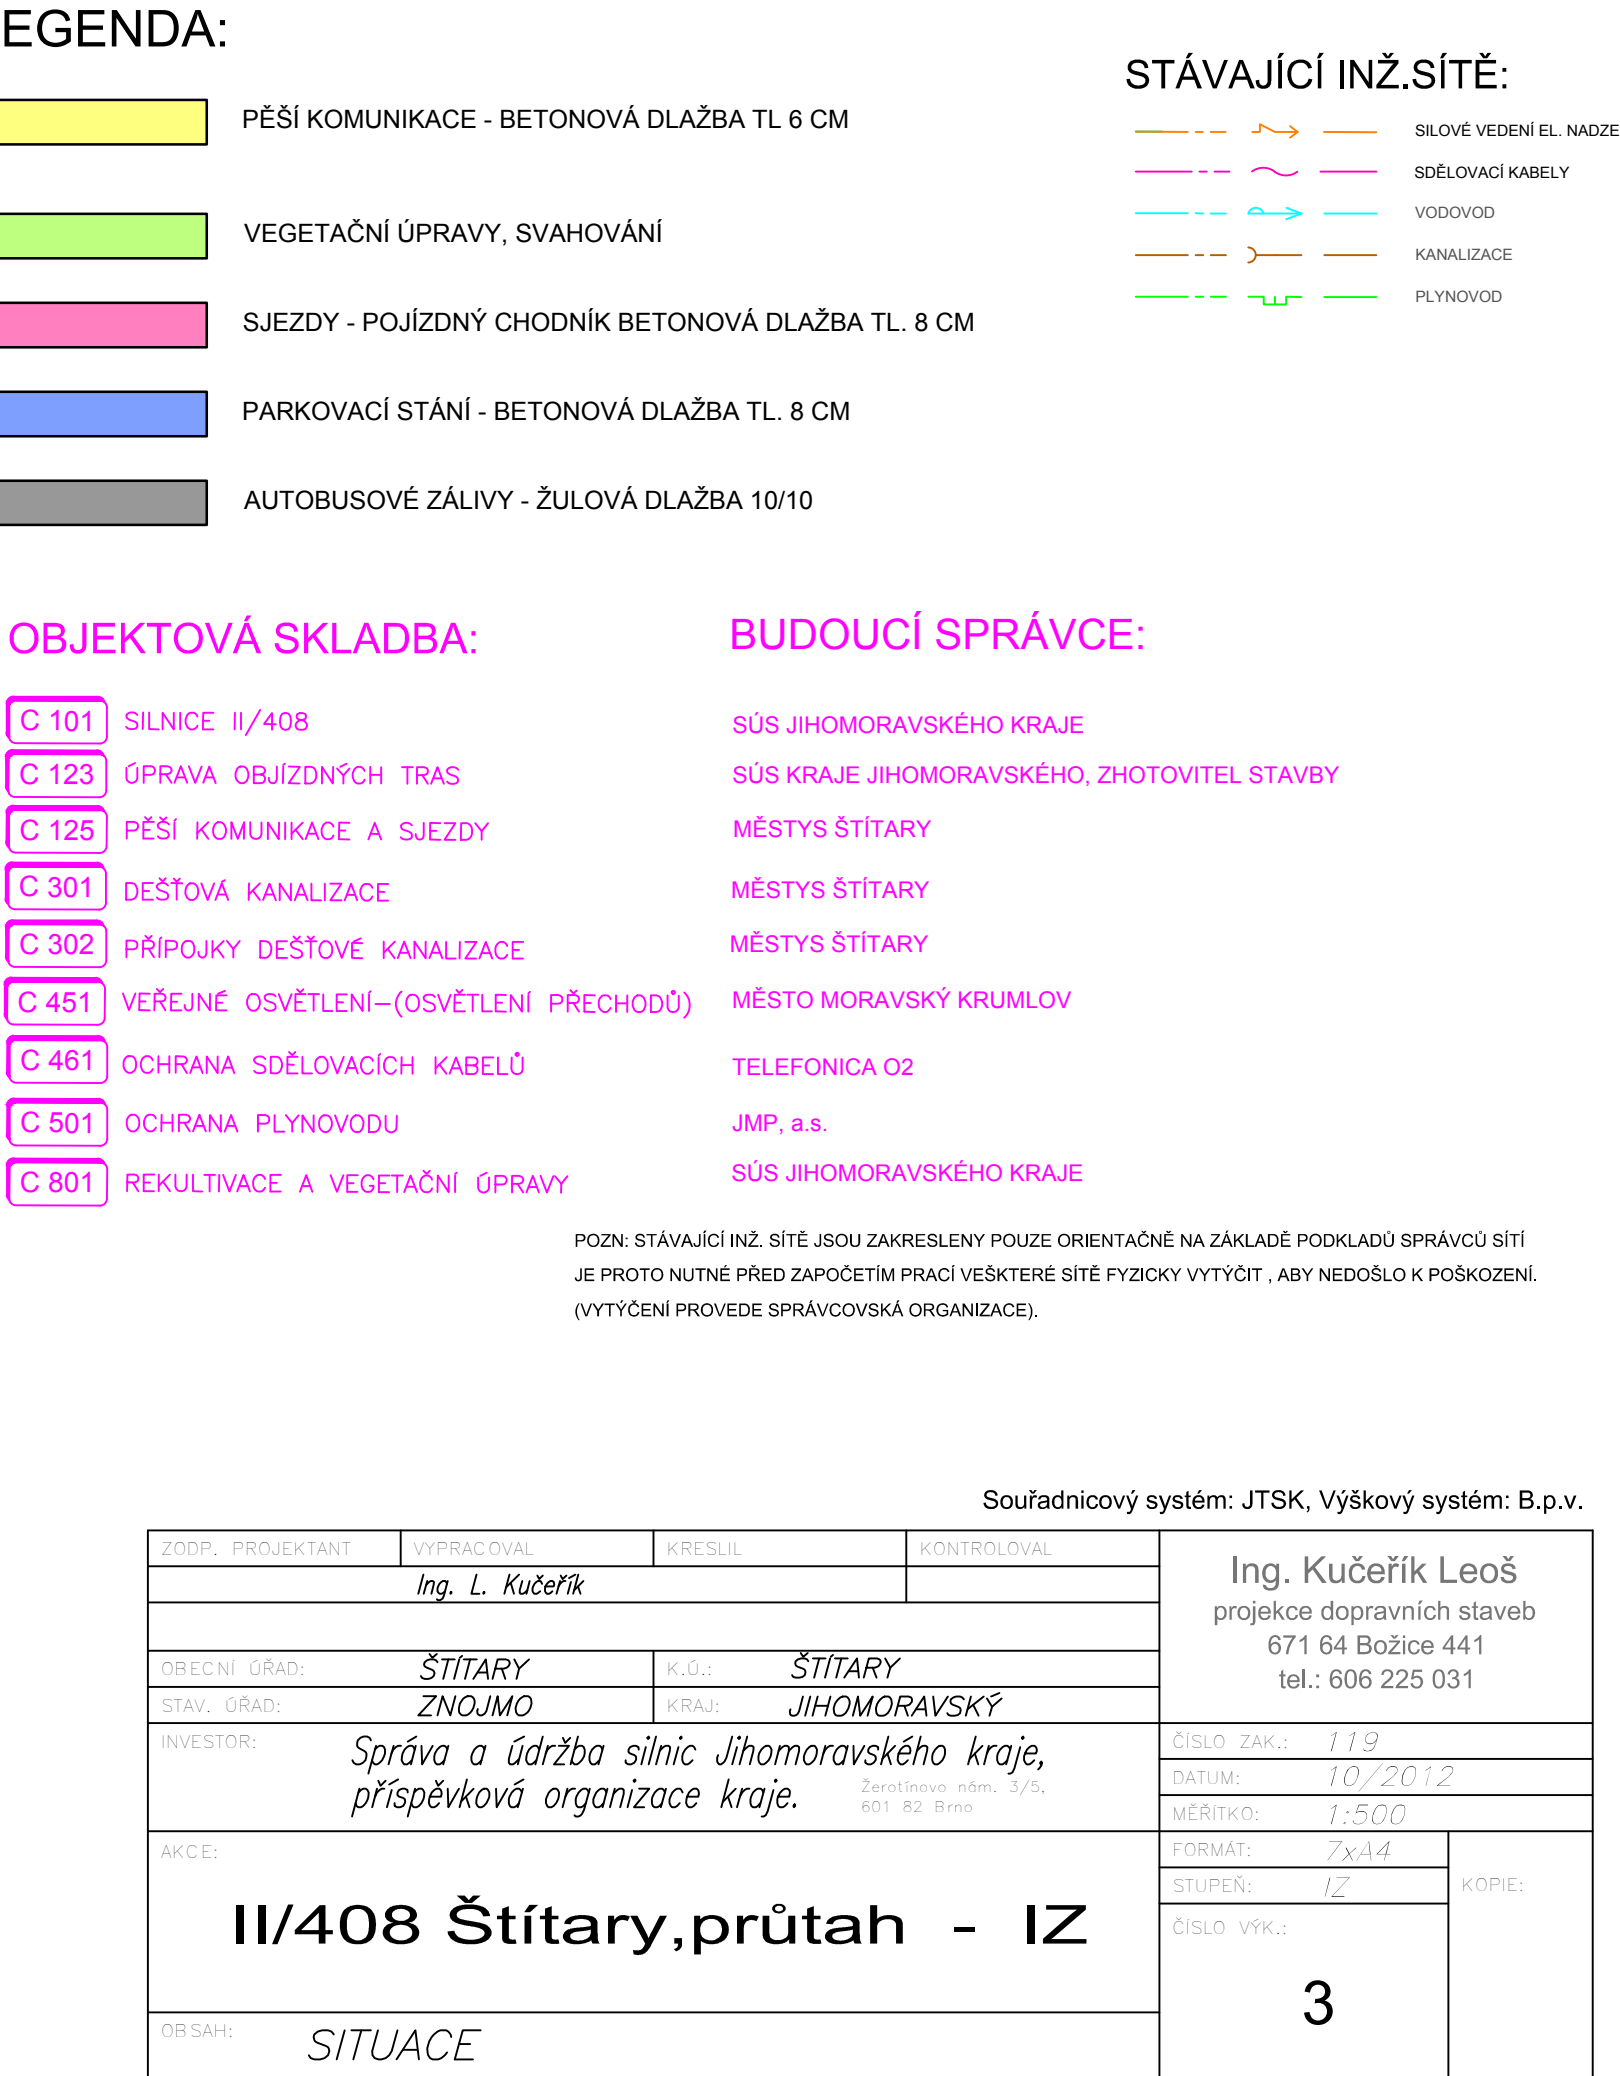 EGENDA:
PĚŠÍ KOMUNIKACE - BETONOVÁ DLAŽBA TL 6 CM
VEGETAČNÍ ÚPRAVY, SVAHOVÁNÍ
SJEZDY - POJÍZDNÝ CHODNÍK BETONOVÁ DLAŽBA TL. 8 CM
PARKOVACÍ STÁNÍ - BETONOVÁ DLAŽBA TL. 8 CM
AUTOBUSOVÉ ZÁLIVY - ŽULOVÁ DLAŽBA 10/10
STÁVAJÍCÍ INŽ.SÍTĚ:
SILOVÉ VEDENÍ EL. NADZE
SDĚLOVACÍ KABELY
VODOVOD
KANALIZACE
PLYNOVOD
OBJEKTOVÁ SKLADBA: BUDOUCÍ SPRÁVCE:
C 101 SILNICE II/408 SÚS JIHOMORAVSKÉHO KRAJE
C 123 ÚPRAVA OBJÍZDNÝCH TRAS SÚS KRAJE JIHOMORAVSKÉHO, ZHOTOVITEL STAVBY
C 125 PĚŠÍ KOMUNIKACE A SJEZDY MĚSTYS ŠTÍTARY
C 301 DEŠŤOVÁ KANALIZACE MĚSTYS ŠTÍTARY
C 302 PŘÍPOJKY DEŠŤOVÉ KANALIZACE MĚSTYS ŠTÍTARY
C 451 VEŘEJNÉ OSVĚTLENÍ-(OSVĚTLENÍ PŘECHODŮ) MĚSTO MORAVSKÝ KRUMLOV
C 461 OCHRANA SDĚLOVACÍCH KABELŮ TELEFONICA O2
C 501 OCHRANA PLYNOVODU JMP, a.s.
C 801 REKULTIVACE A VEGETAČNÍ ÚPRAVY SÚS JIHOMORAVSKÉHO KRAJE
POZN: STÁVAJÍCÍ INŽ. SÍTĚ JSOU ZAKRESLENY POUZE ORIENTAČNĚ NA ZÁKLADĚ PODKLADŮ SPRÁVCŮ SÍTÍ
JE PROTO NUTNÉ PŘED ZAPOČETÍM PRACÍ VEŠKTERÉ SÍTĚ FYZICKY VYTÝČIT , ABY NEDOŠLO K POŠKOZENÍ.
(VYTÝČENÍ PROVEDE SPRÁVCOVSKÁ ORGANIZACE).
Souřadnicový systém: JTSK, Výškový systém: B.p.v.
ZODP. PROJEKTANT VYPRACOVAL KRESLIL KONTROLOVAL
Ing. L. Kučeřík
OBECNÍ ÚŘAD: ŠTÍTARY K.Ú.: ŠTÍTARY
STAV. ÚŘAD: ZNOJMO KRAJ: JIHOMORAVSKÝ
INVESTOR: Správa a údržba silnic Jihomoravského kraje,
příspěvková organizace kraje. Žerotínovo nám. 3/5,
601 82 Brno
AKCE:
II/408 Štítary,průtah - IZ
OBSAH: SITUACE
Ing. Kučeřík Leoš
projekce dopravních staveb
671 64 Božice 441
tel.: 606 225 031
ČÍSLO ZAK.: 119
DATUM: 10/2012
MĚŘÍTKO: 1:500
FORMÁT: 7xA4
STUPEŇ: IZ KOPIE:
ČÍSLO VÝK.:
3